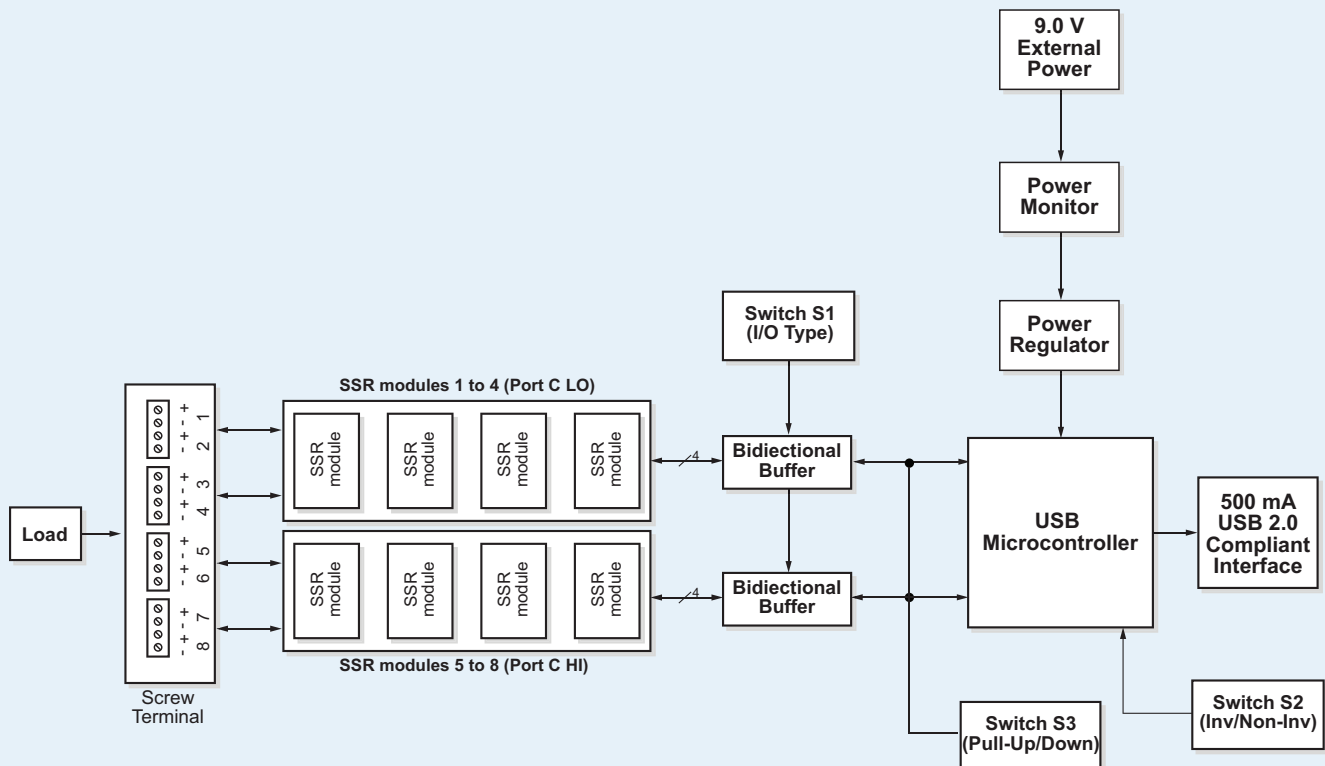 9.0 V
External
Power
Power
Monitor
Power
Regulator
Switch S1
(I/O Type)
SSR modules 1 to 4 (Port C LO)
SSR module
SSR module
SSR module
SSR module
4
Bidiectional
Buffer
+ 1
-
+ 2
-
+ 3
-
+ 4
-
+ 5
-
+ 6
-
+ 7
-
+ 8
-
Load
USB
Microcontroller
500 mA
USB 2.0
Compliant
Interface
SSR module
SSR module
SSR module
SSR module
4
Bidiectional
Buffer
SSR modules 5 to 8 (Port C HI)
Screw
Terminal
Switch S3
(Pull-Up/Down)
Switch S2
(Inv/Non-Inv)